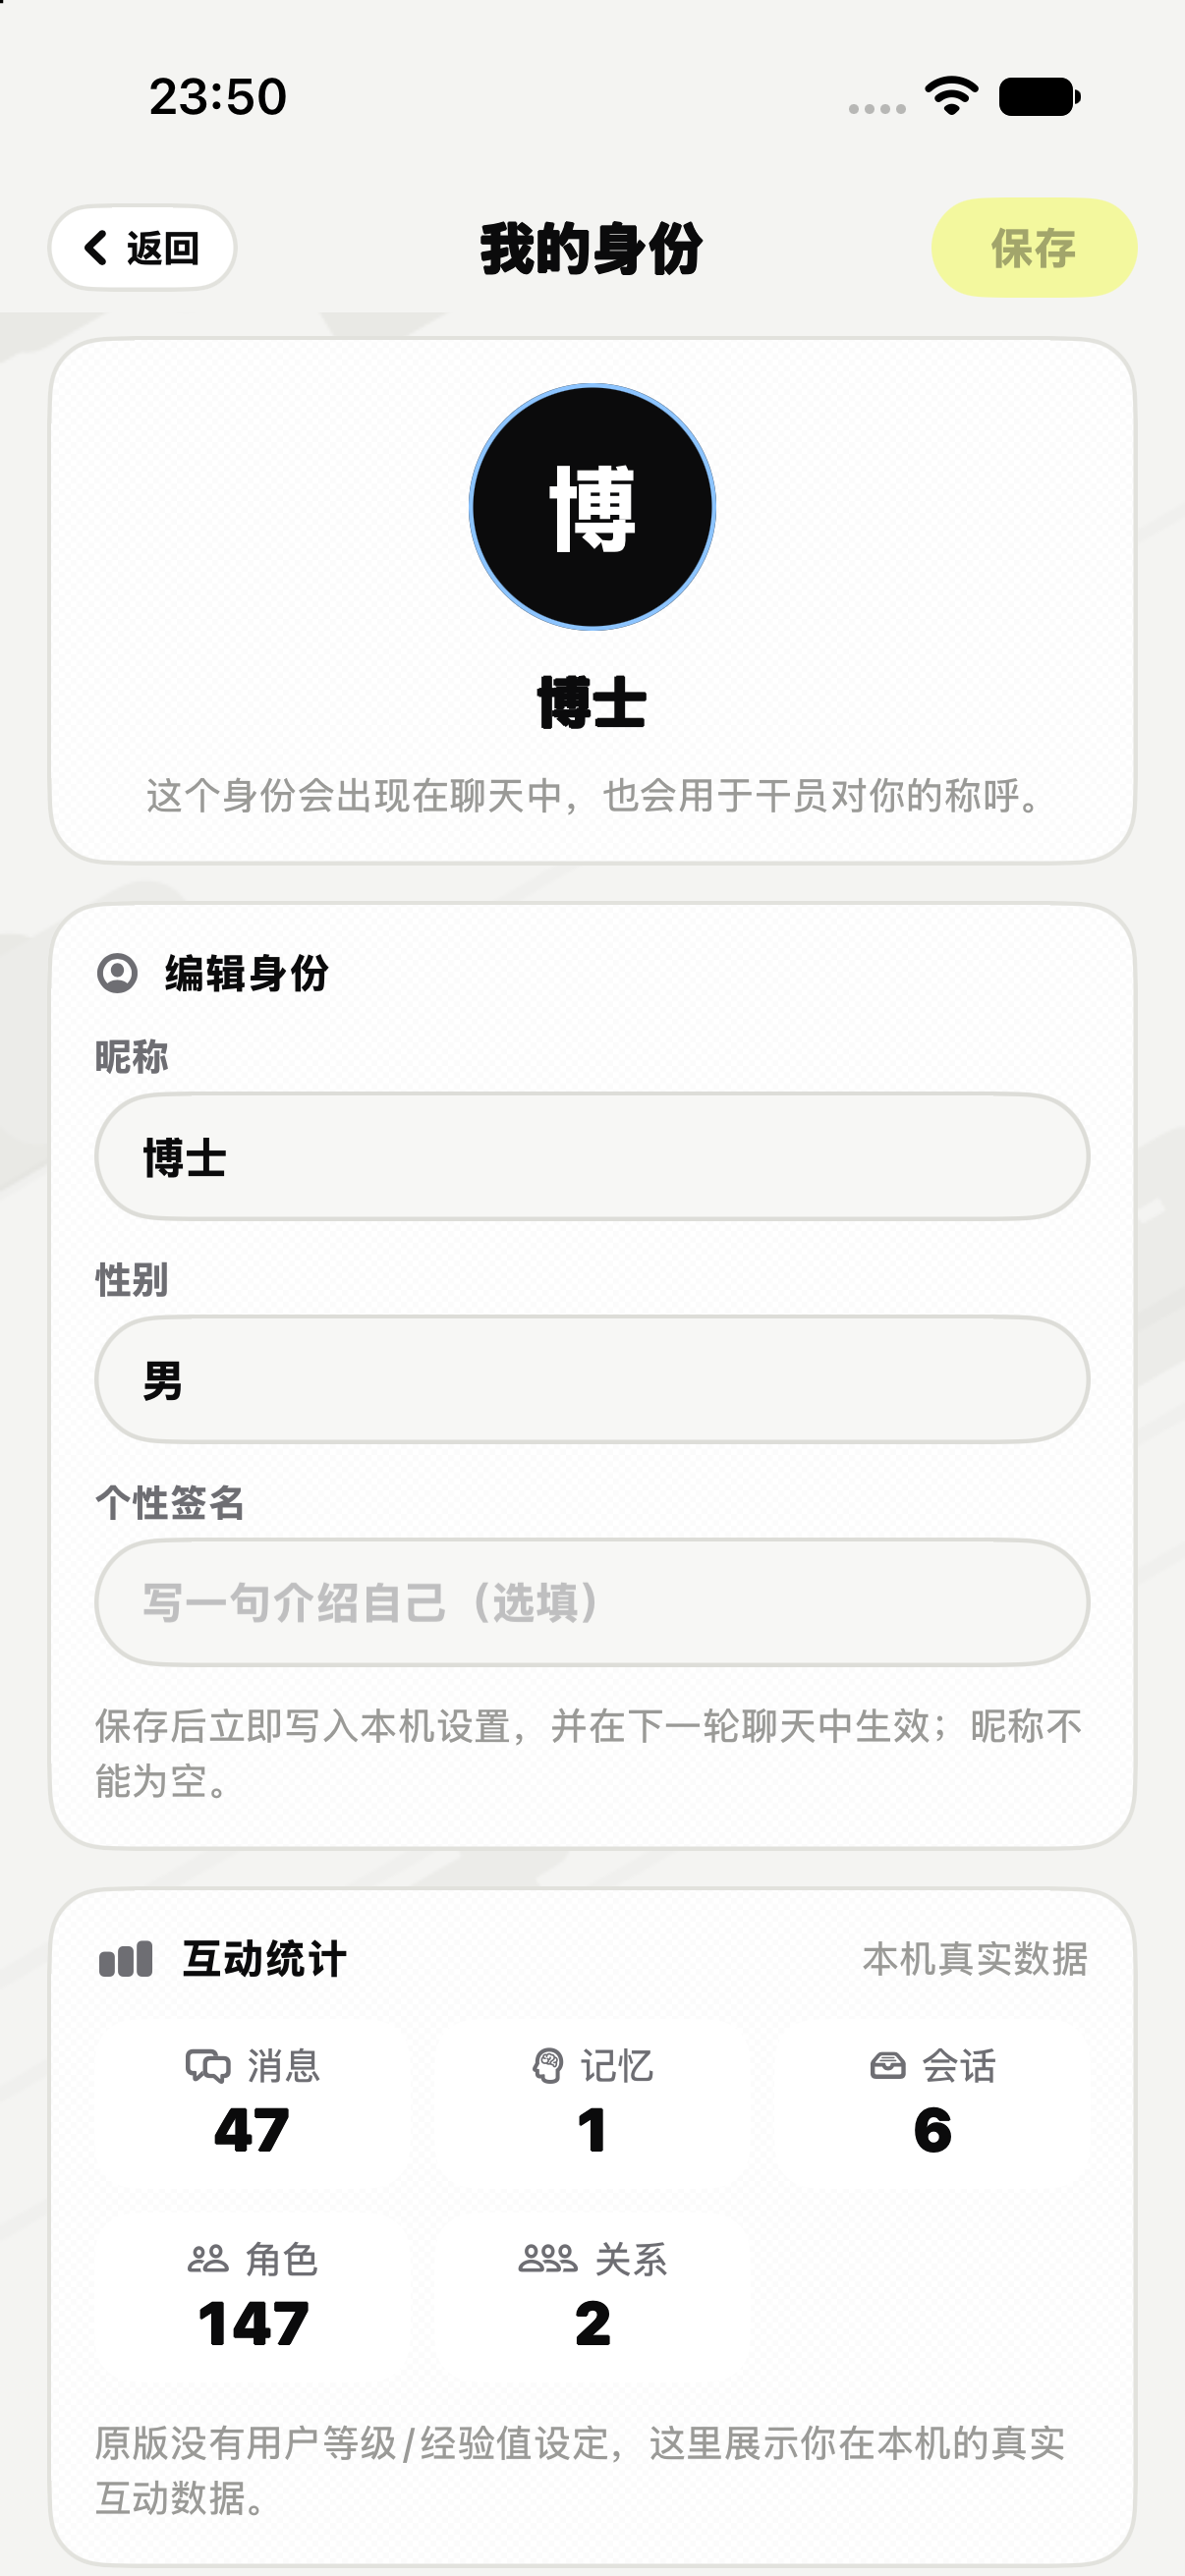 23:50
返回
我的身份
保存
博
博士
这个身份会出现在聊天中，也会用于干员对你的称呼。
编辑身份
昵称
博士
性别
男
个性签名
写一句介绍自己（选填）
保存后立即写入本机设置，并在下一轮聊天中生效；昵称不
能为空。
互动统计
本机真实数据
消息
记忆
会话
47
1
6
角色
关系
147
2
原版没有用户等级/经验值设定，这里展示你在本机的真实
互动数据。